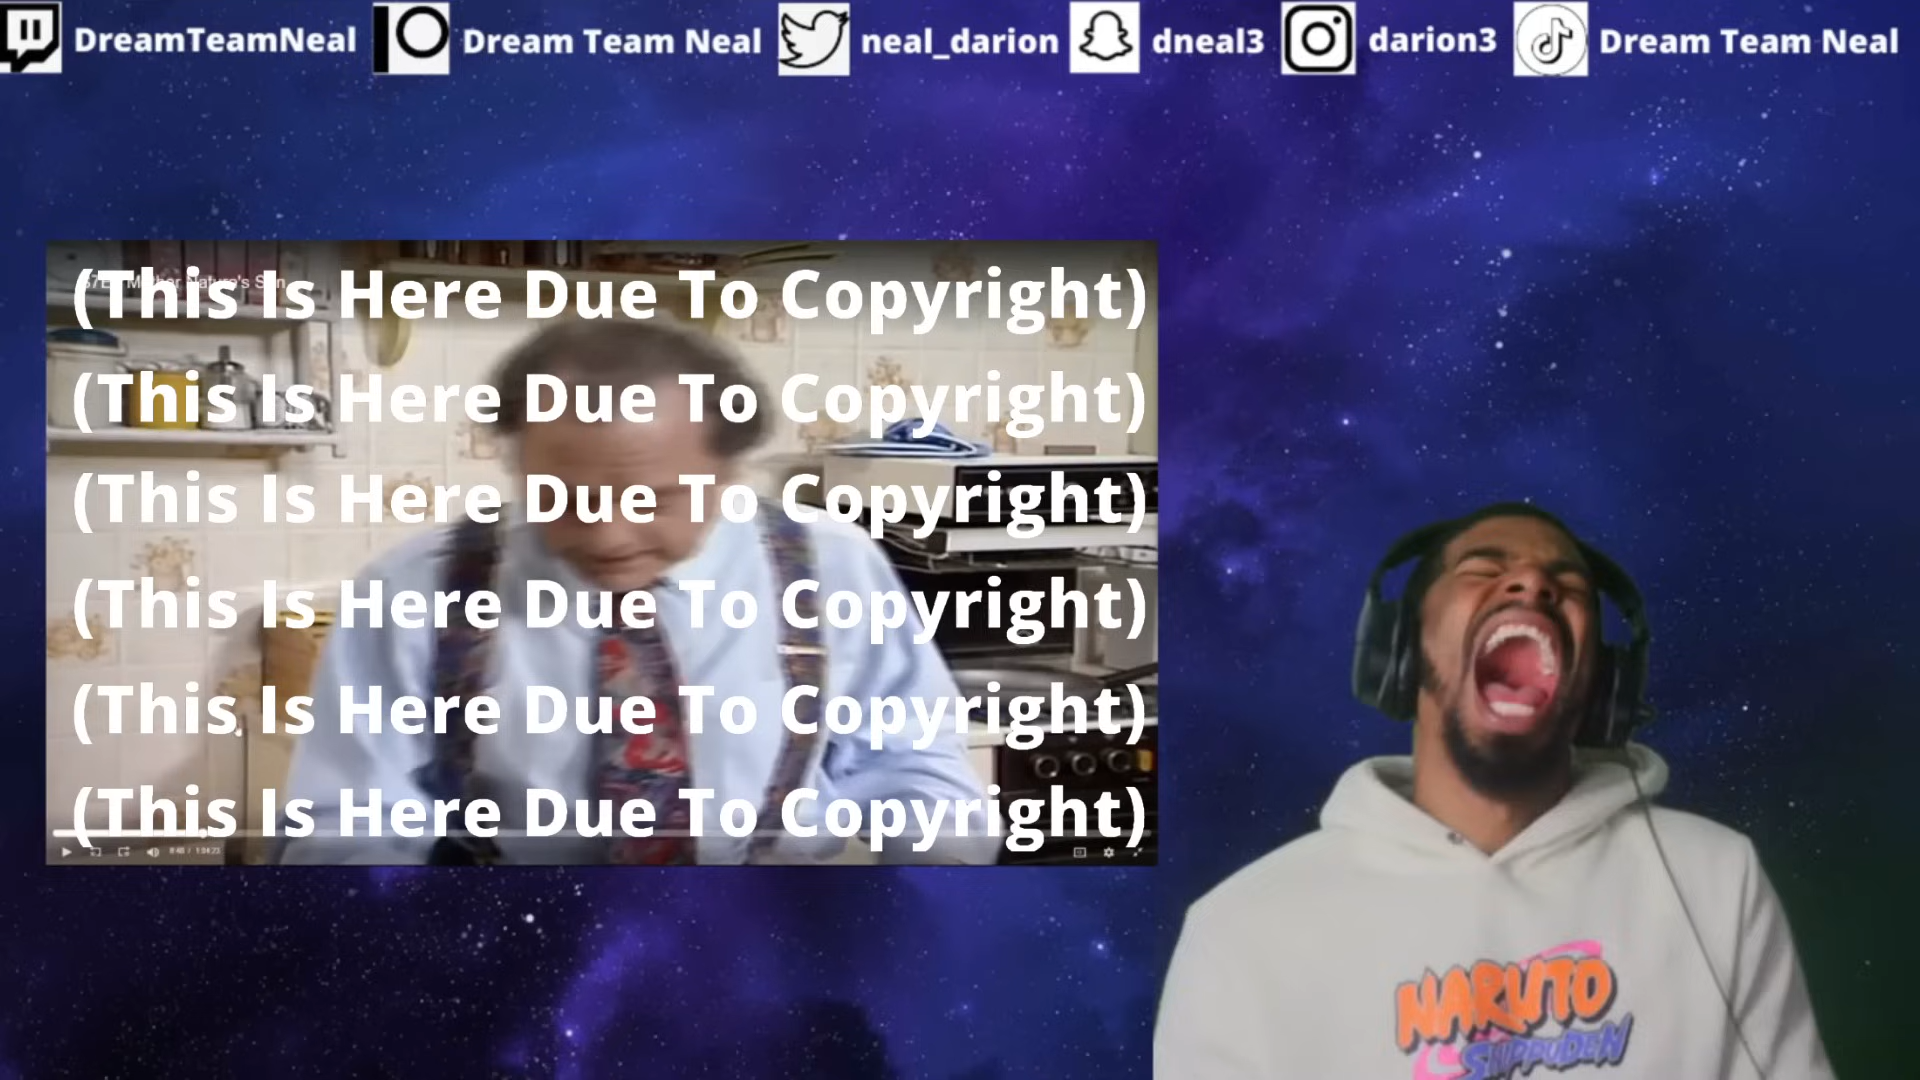 DreamTeamNeal Dream Team Neal neal_darion dneal3 darion3 Dream Team Neal
(This Is Here Due To Copyright)
(This Is Here Due To Copyright)
(This Is Here Due To Copyright)
(This Is Here Due To Copyright)
(This Is Here Due To Copyright)
(This Is Here Due To Copyright)
NARUTO
SHIPPUDEN